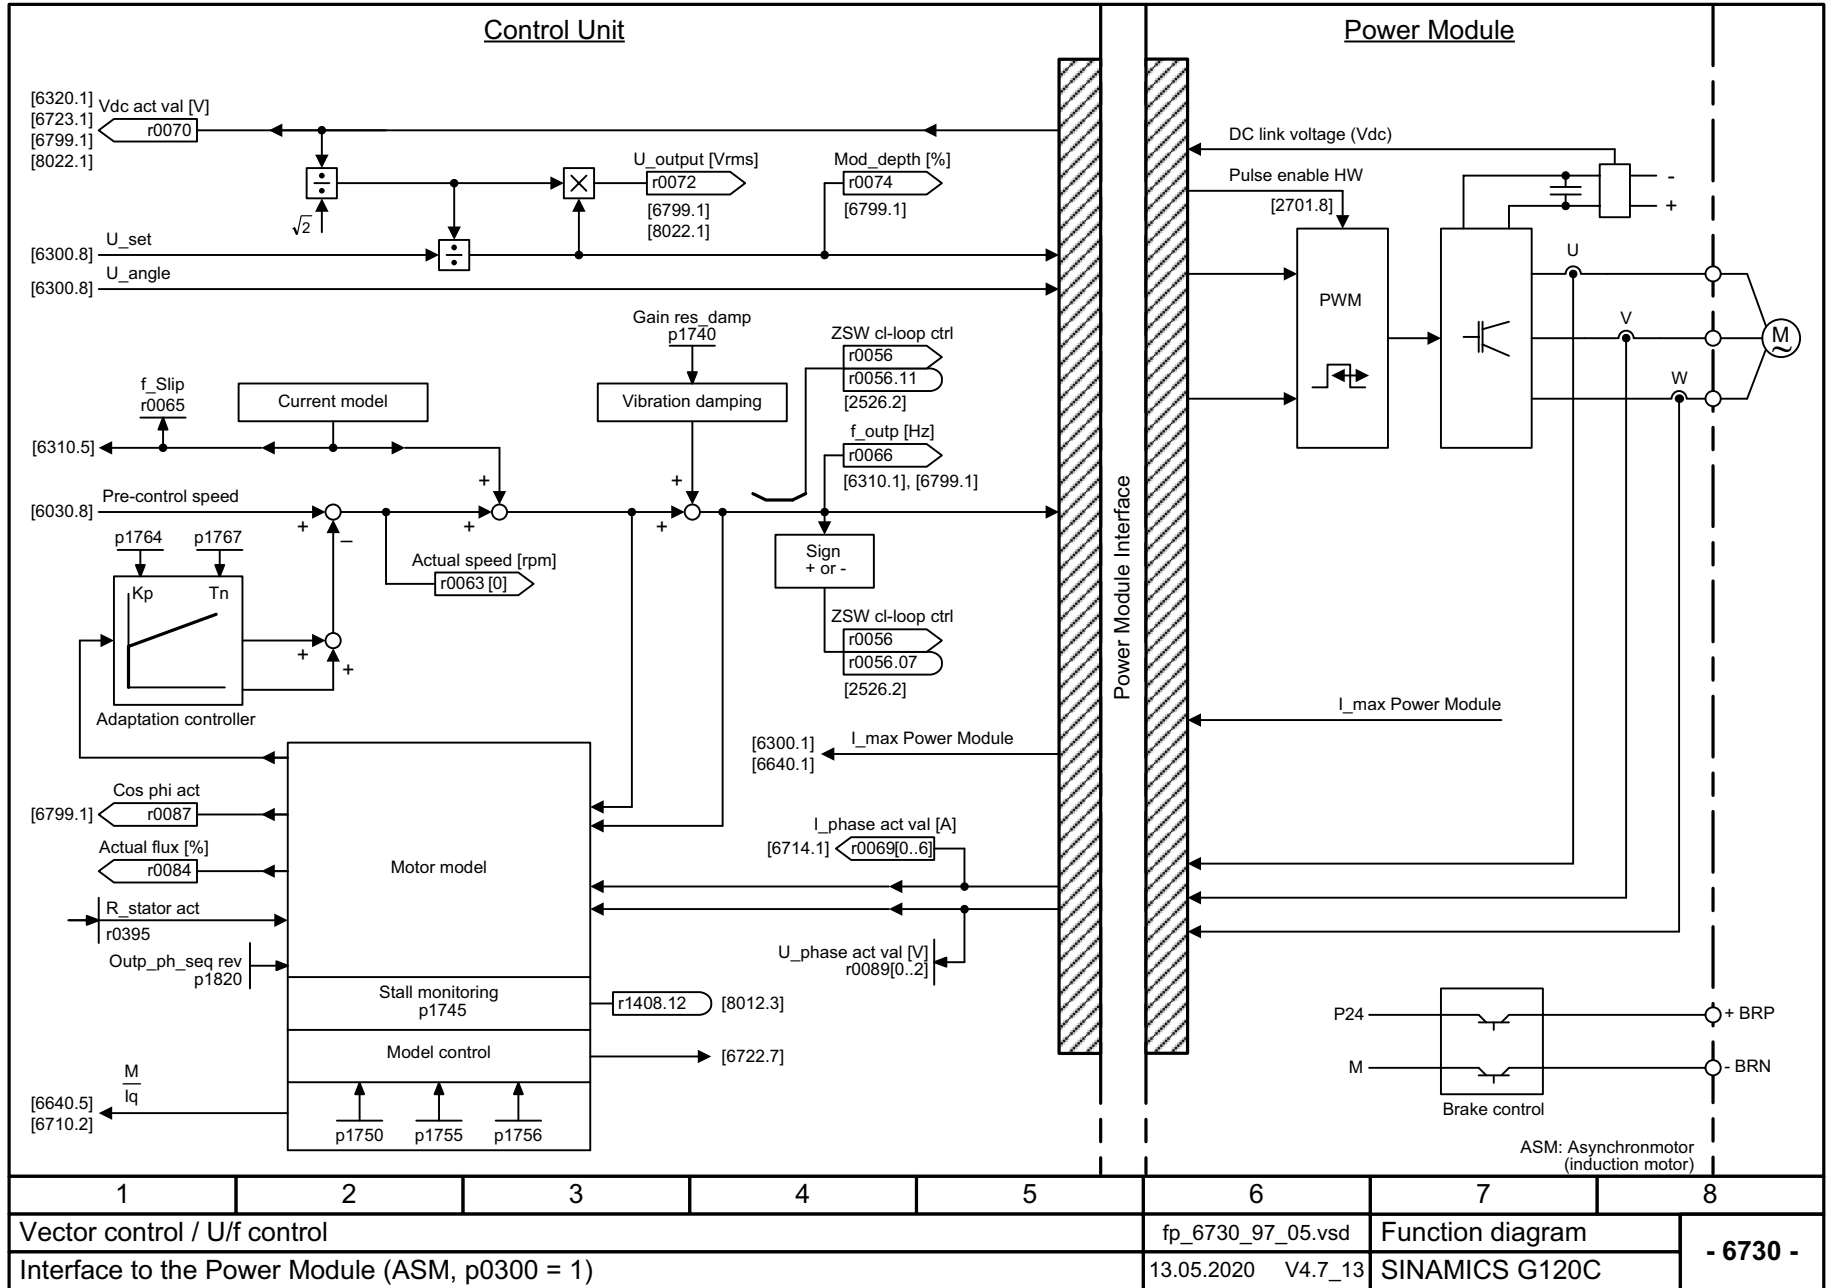 Control Unit
Power Module
[6320.1]
[6723.1]
[6799.1]
[8022.1]
Vdc act val [V]
r0070
÷
√2
U_output [Vrms]
r0072
[6799.1]
[8022.1]
Mod_depth [%]
r0074
[6799.1]
×
DC link voltage (Vdc)
Pulse enable HW
[2701.8]
-
+
U_set
[6300.8]
÷
U_angle
[6300.8]
PWM
U
V
W
M
~
Gain res_damp
p1740
Vibration damping
ZSW cl-loop ctrl
r0056
r0056.11
[2526.2]
f_outp [Hz]
r0066
[6310.1], [6799.1]
f_Slip
r0065
Current model
[6310.5]
+
+
Pre-control speed
[6030.8]
+
–
+
+
Actual speed [rpm]
r0063 [0]
Sign
+ or -
ZSW cl-loop ctrl
r0056
r0056.07
[2526.2]
p1764
p1767
Kp
Tn
+
+
Adaptation controller
Power Module Interface
I_max Power Module
[6300.1]
[6640.1]
I_max Power Module
Cos phi act
[6799.1]
r0087
Actual flux [%]
r0084
R_stator act
r0395
Outp_ph_seq rev
p1820
Motor model
I_phase act val [A]
[6714.1]
r0069[0..6]
U_phase act val [V]
r0089[0..2]
Stall monitoring
p1745
r1408.12
[8012.3]
Model control
[6722.7]
M
Iq
[6640.5]
[6710.2]
p1750
p1755
p1756
P24
+ BRP
M
- BRN
Brake control
ASM: Asynchronmotor
(induction motor)
1
2
3
4
5
6
7
8
Vector control / U/f control
fp_6730_97_05.vsd
Function diagram
- 6730 -
Interface to the Power Module (ASM, p0300 = 1)
13.05.2020
V4.7_13
SINAMICS G120C